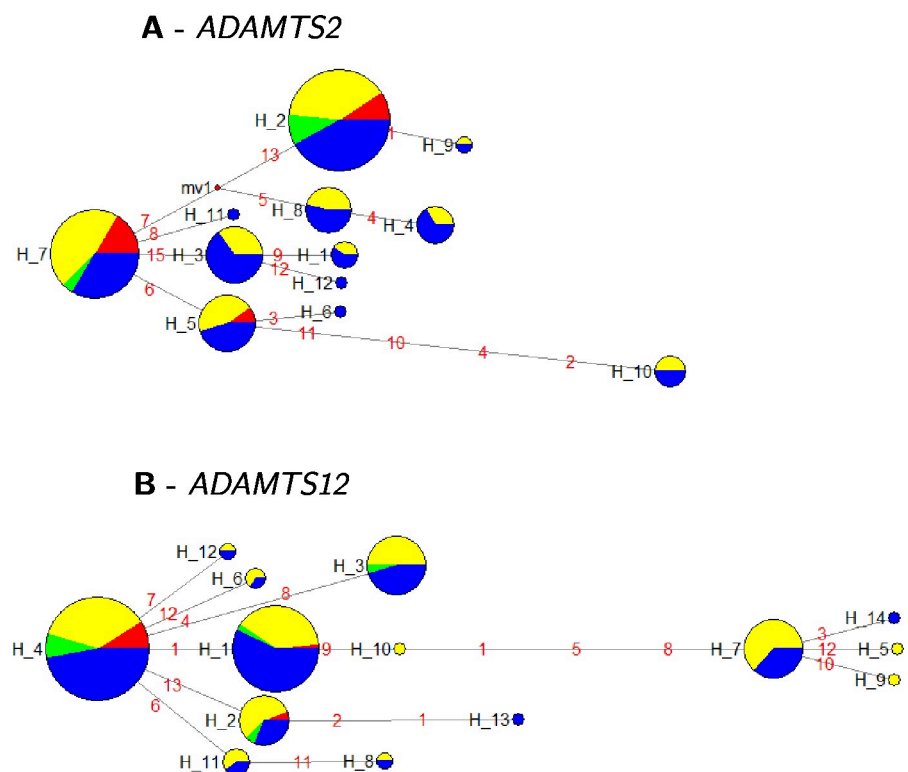 A - ADAMTS2
H_2
1
H_9
13
mv1
5
H_8
4
H_4
7
H_11
8
H_7
15
H_3
9
H_1
12
H_12
6
H_5
3
H_6
11
10
4
2
H_10
B - ADAMTS12
H_12
H_6
H_3
7
12
8
4
H_14
H_4
1
H_1
9
H_10
1
5
8
H_7
3
12
H_5
10
H_9
13
6
H_2
2
1
H_13
H_11
11
H_8